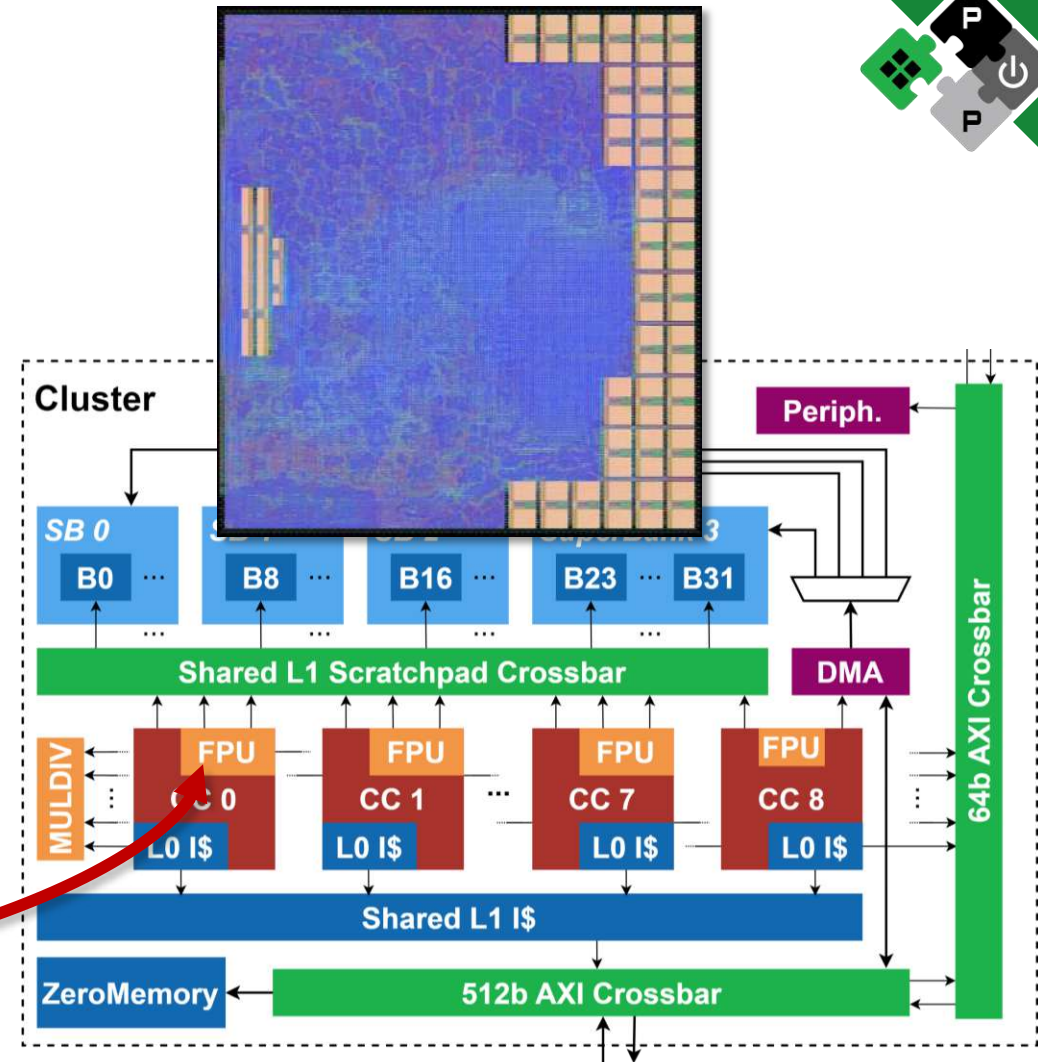 P
P
Cluster
Periph.
SB 0
B0 ...
B8 ...
B16 ...
B23 ... B31
...
...
...
Shared L1 Scratchpad Crossbar
DMA
64b AXI Crossbar
MULDIV
FPU
FPU
FPU
FPU
CC 0
CC 1
...
CC 7
CC 8
L0 I$
L0 I$
L0 I$
L0 I$
Shared L1 I$
ZeroMemory
512b AXI Crossbar